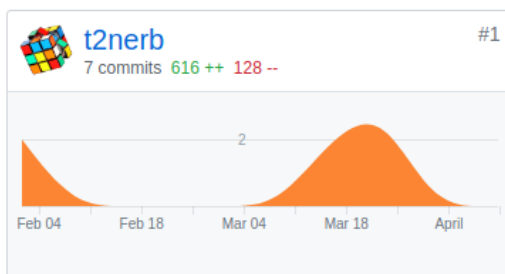 t2nerb
#1
7 commits 616 ++ 128 --
2
Feb 04 Feb 18 Mar 04 Mar 18 April